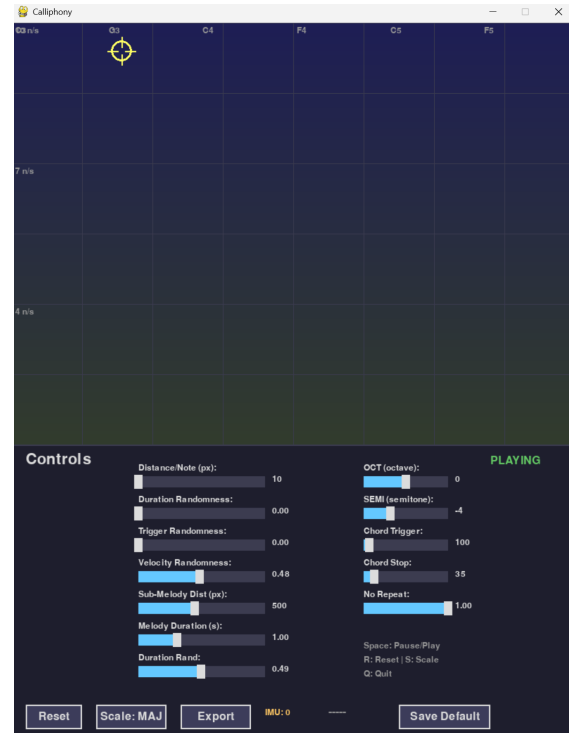 Calliphony
G3 C4 F4 C5 F5
7 n/s
4 n/s
Controls
PLAYING
Distance/Note (px):
10
Duration Randomness:
0.00
Trigger Randomness:
0.00
Velocity Randomness:
0.48
Sub-Melody Dist (px):
500
Melody Duration (s):
1.00
Duration Rand:
0.49
OCT (octave):
0
SEMI (semitone):
-4
Chord Trigger:
100
Chord Stop:
35
No Repeat:
1.00
Space: Pause/Play
R: Reset | S: Scale
Q: Quit
Reset
Scale: MAJ
Export
IMU: 0
-----
Save Default